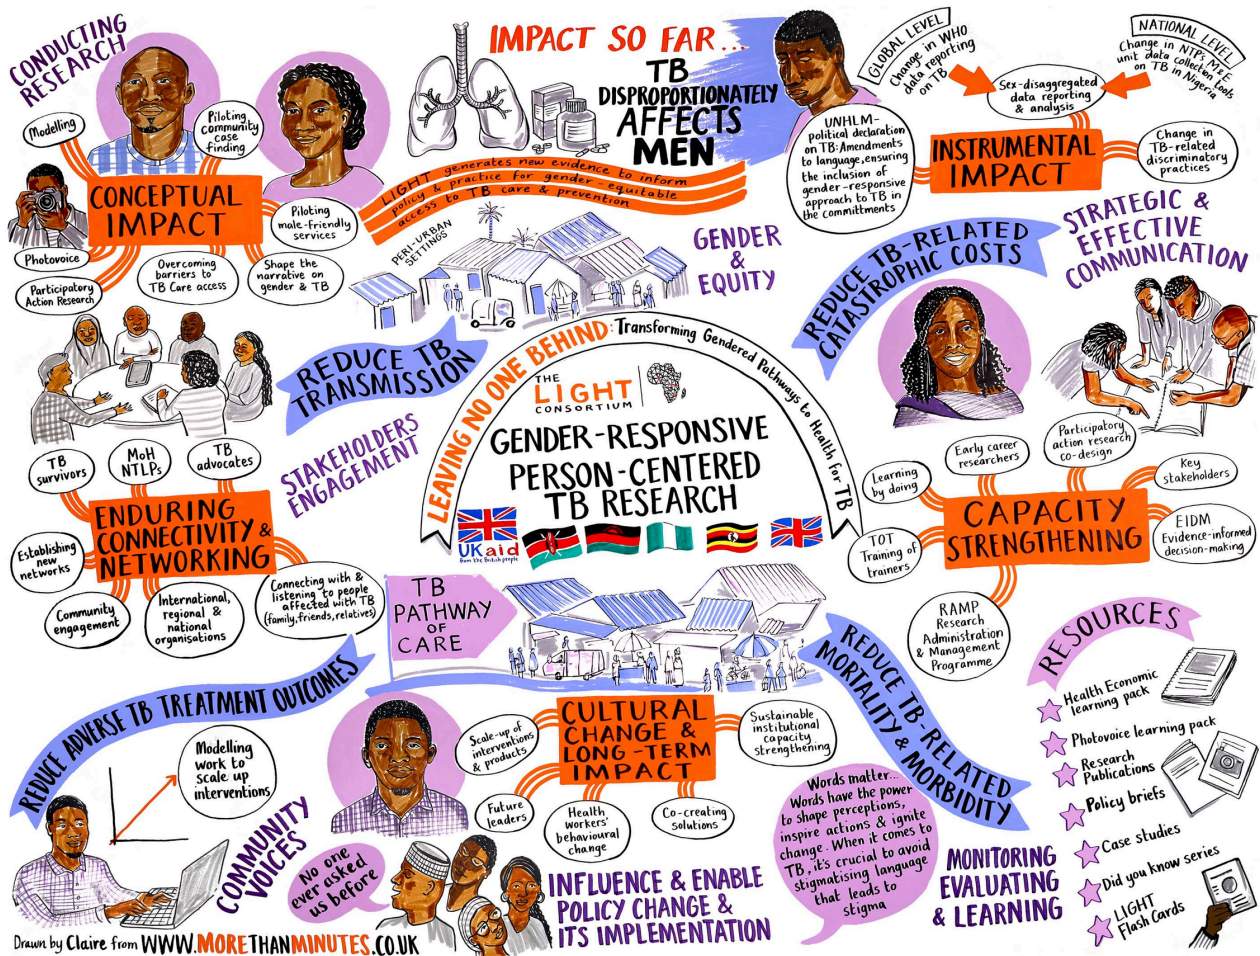 CONDUCTING
RESEARCH
Modelling
Piloting
community
case
finding
CONCEPTUAL
IMPACT
Piloting
male-friendly
services
Photovoice
Participatory
Action Research
Overcoming
barriers to
TB Care access
Shape the
narrative on
gender & TB
IMPACT SO FAR...
TB
DISPROPORTIONATELY
AFFECTS
MEN
LIGHT generates new evidence to inform
policy & practice for gender-equitable
access to TB care & prevention
PERI-URBAN
SETTINGS
GENDER
&
EQUITY
GLOBAL LEVEL
Change in WHO
data reporting
on TB
NATIONAL LEVEL
Change in NTP's M&E
unit data collection tools
on TB in Nigeria
Sex-disaggregated
data reporting
& analysis
UNHLM-
political declaration
on TB: Amendments
to language, ensuring
the inclusion of
gender-responsive
approach to TB in
the committments
INSTRUMENTAL
IMPACT
Change in
TB-related
discriminatory
practices
REDUCE TB-RELATED
CATASTROPHIC COSTS
STRATEGIC &
EFFECTIVE
COMMUNICATION
REDUCE TB
TRANSMISSION
STAKEHOLDERS
ENGAGEMENT
LEAVING NO ONE BEHIND: Transforming Gendered Pathways to Health for TB
THE
LIGHT
CONSORTIUM
GENDER-RESPONSIVE
PERSON-CENTERED
TB RESEARCH
UKaid
from the British people
TB
survivors
MoH
NTLPs
TB
advocates
ENDURING
CONNECTIVITY &
NETWORKING
Establishing
new
networks
Community
engagement
International,
regional &
national
organisations
Connecting with &
listening to people
affected with TB
(family, friends, relatives)
Learning
by doing
Early career
researchers
Participatory
action research
co-design
Key
stakeholders
CAPACITY
STRENGTHENING
TOT
Training of
trainers
EIDM
Evidence-informed
decision-making
RAMP
Research
Administration
& Management
Programme
TB
PATHWAY
OF
CARE
REDUCE ADVERSE TB TREATMENT OUTCOMES
Modelling
work to
scale up
interventions
COMMUNITY
VOICES
No one
ever asked
us before
CULTURAL
CHANGE &
LONG-TERM
IMPACT
Scale-up of
interventions
& products
Sustainable
institutional
capacity
strengthening
Future
leaders
Health
workers'
behavioural
change
Co-creating
solutions
INFLUENCE & ENABLE
POLICY CHANGE &
ITS IMPLEMENTATION
REDUCE TB-RELATED
MORTALITY & MORBIDITY
Words matter...
Words have the power
to shape perceptions,
inspire actions & ignite
change. When it comes to
TB, it's crucial to avoid
stigmatising language
that leads to
stigma
MONITORING
EVALUATING
& LEARNING
RESOURCES
Health Economic
learning pack
Photovoice learning pack
Research
Publications
Policy briefs
Case studies
Did you know series
LIGHT
Flash Cards
Drawn by Claire from WWW.MORETHANMINUTES.CO.UK